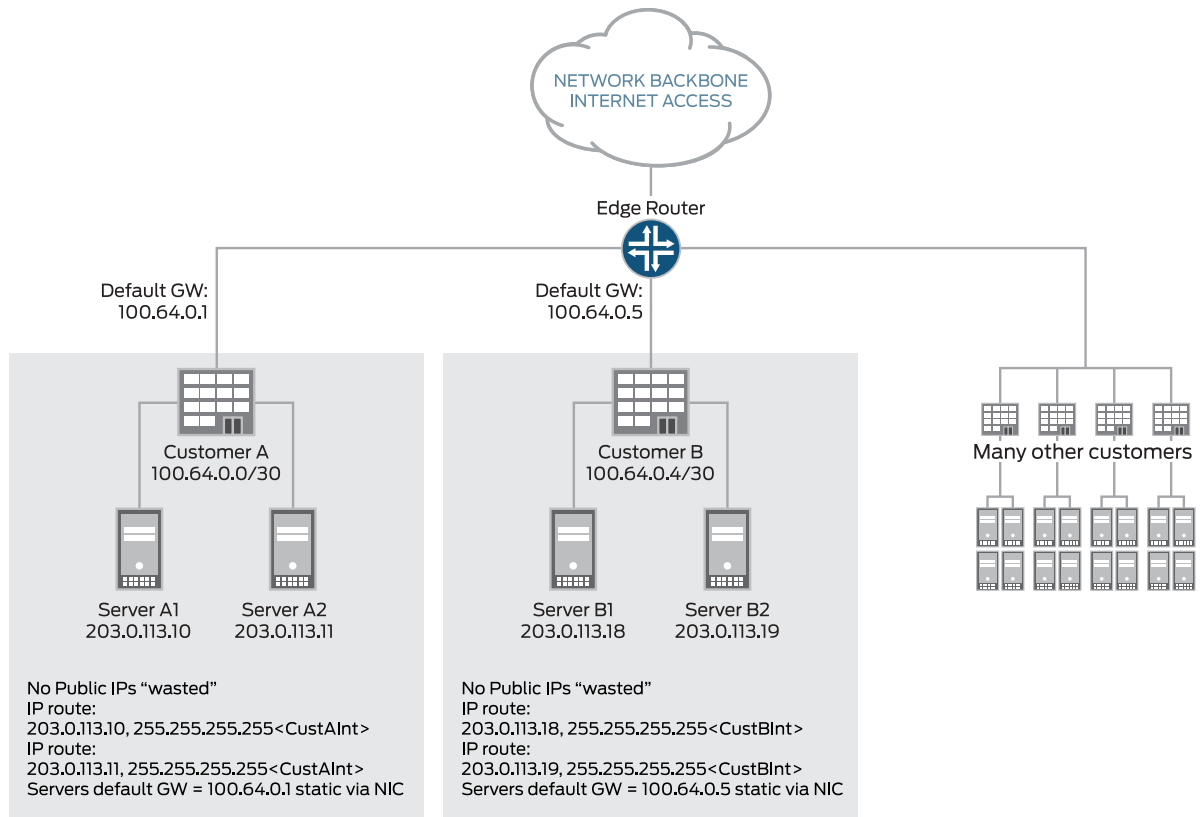 NETWORK BACKBONE
INTERNET ACCESS
Edge Router
Default GW:
100.64.0.1
Default GW:
100.64.0.5
Customer A
100.64.0.0/30
Customer B
100.64.0.4/30
Many other customers
Server A1
203.0.113.10
Server A2
203.0.113.11
Server B1
203.0.113.18
Server B2
203.0.113.19
No Public IPs “wasted”
IP route:
203.0.113.10, 255.255.255.255<CustAInt>
IP route:
203.0.113.11, 255.255.255.255<CustAInt>
Servers default GW = 100.64.0.1 static via NIC
No Public IPs “wasted”
IP route:
203.0.113.18, 255.255.255.255<CustBInt>
IP route:
203.0.113.19, 255.255.255.255<CustBInt>
Servers default GW = 100.64.0.5 static via NIC